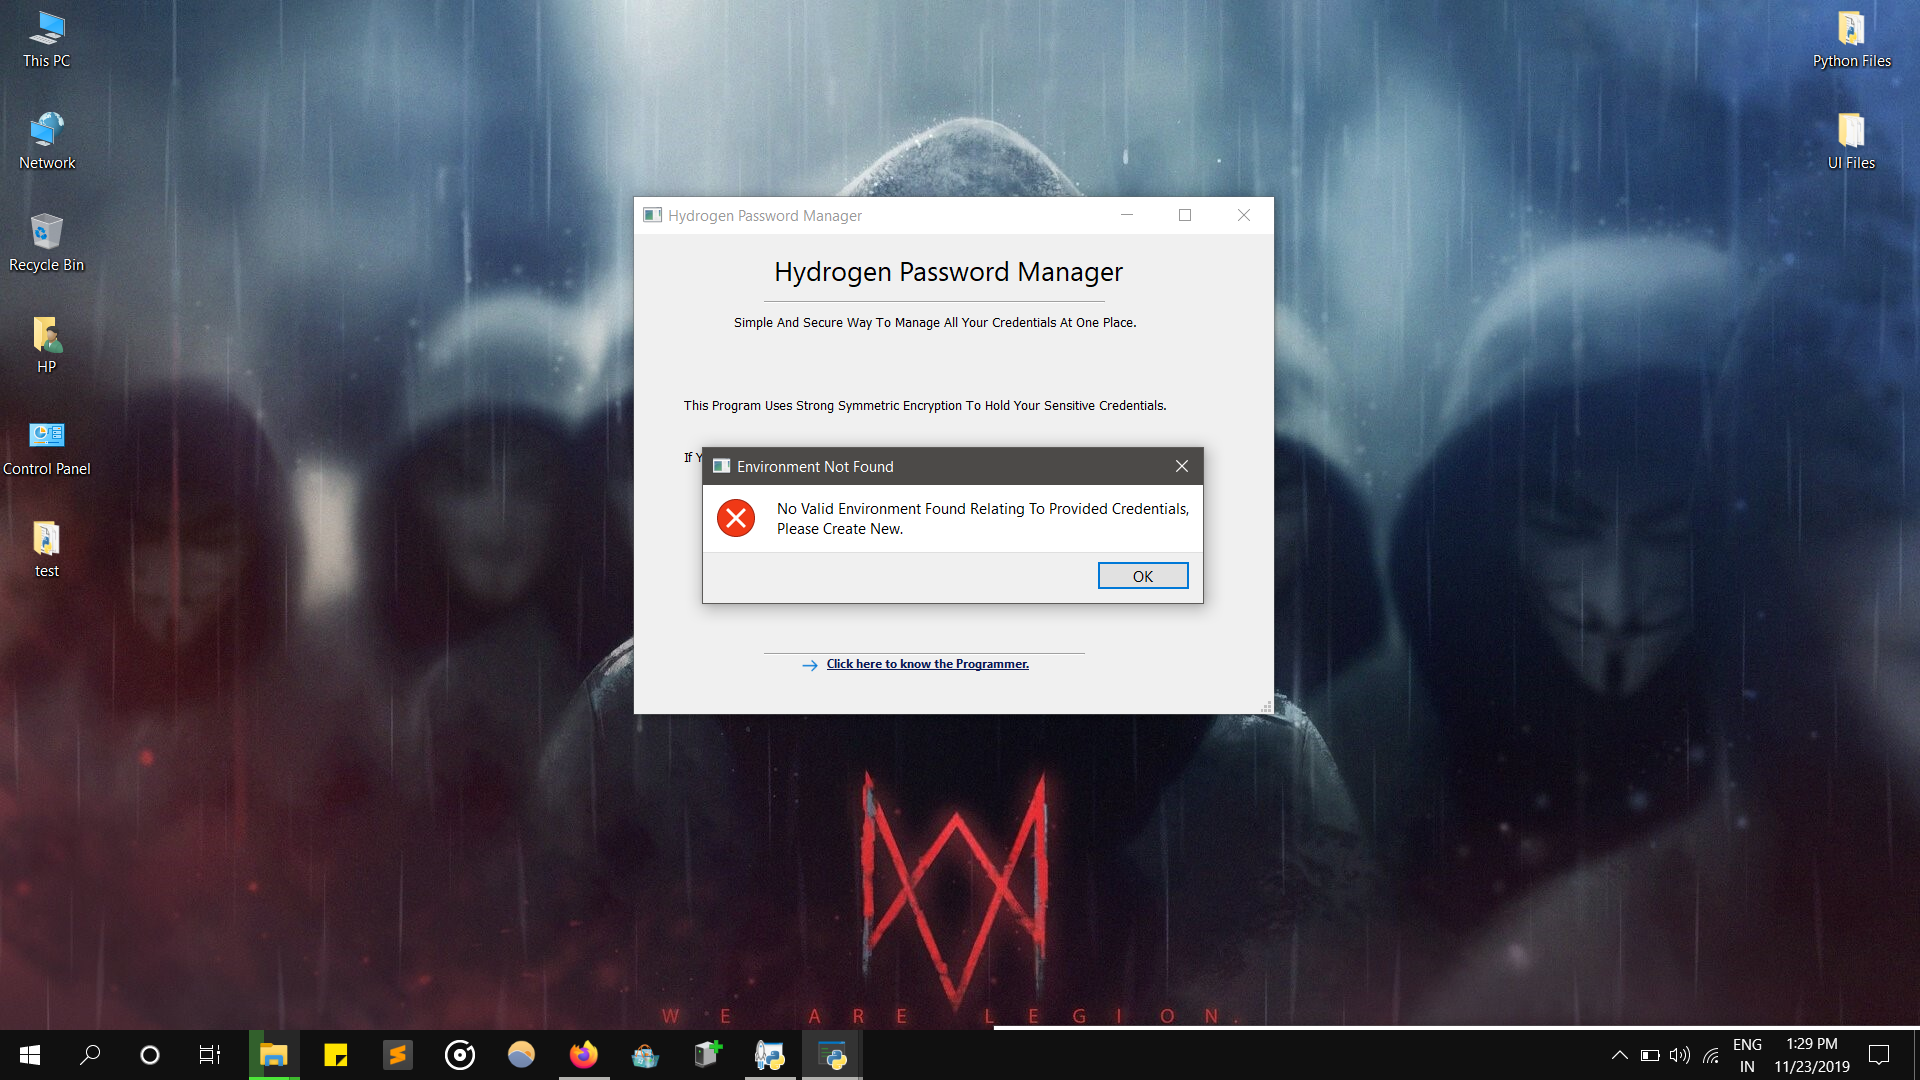 This PC
Network
Recycle Bin
HP
Control Panel
test
Python Files
UI Files
Hydrogen Password Manager
Hydrogen Password Manager
Simple And Secure Way To Manage All Your Credentials At One Place.
This Program Uses Strong Symmetric Encryption To Hold Your Sensitive Credentials.
If Y
Environment Not Found
No Valid Environment Found Relating To Provided Credentials,
Please Create New.
OK
Click here to know the Programmer.
WE ARE LEGION.
ENG
IN
1:29 PM
11/23/2019